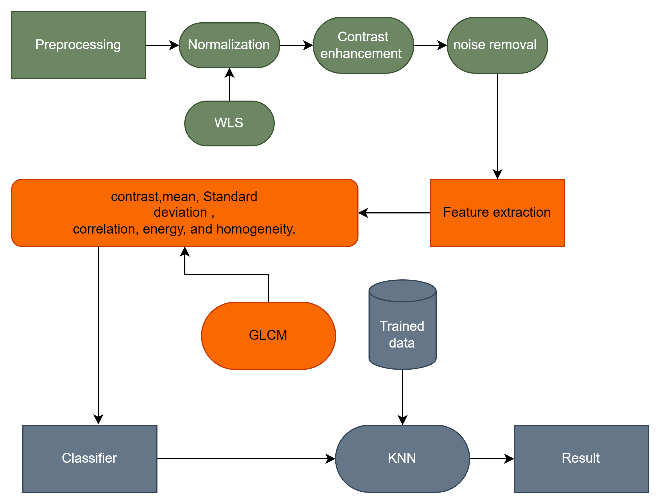 Preprocessing
Normalization
Contrast
enhancement
noise removal
WLS
contrast,mean, Standard
deviation ,
correlation, energy, and homogeneity.
Feature extraction
GLCM
Trained
data
Classifier
KNN
Result